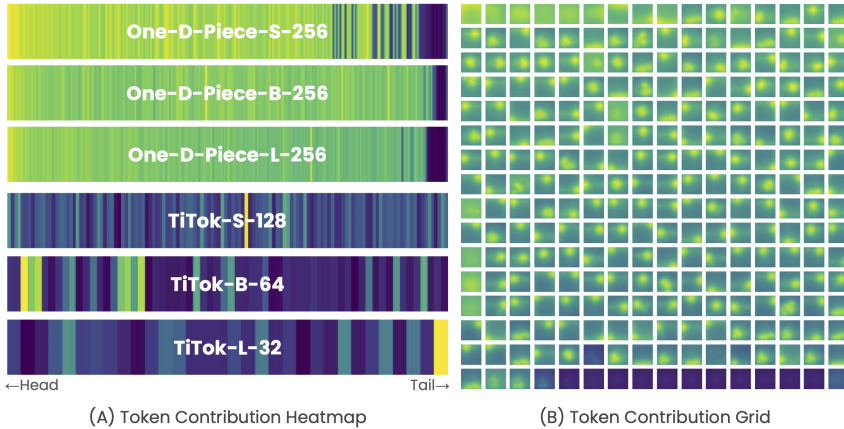 One-D-Piece-S-256
One-D-Piece-B-256
One-D-Piece-L-256
TiTok-S-128
TiTok-B-64
TiTok-L-32
←Head Tail→
(A) Token Contribution Heatmap
(B) Token Contribution Grid